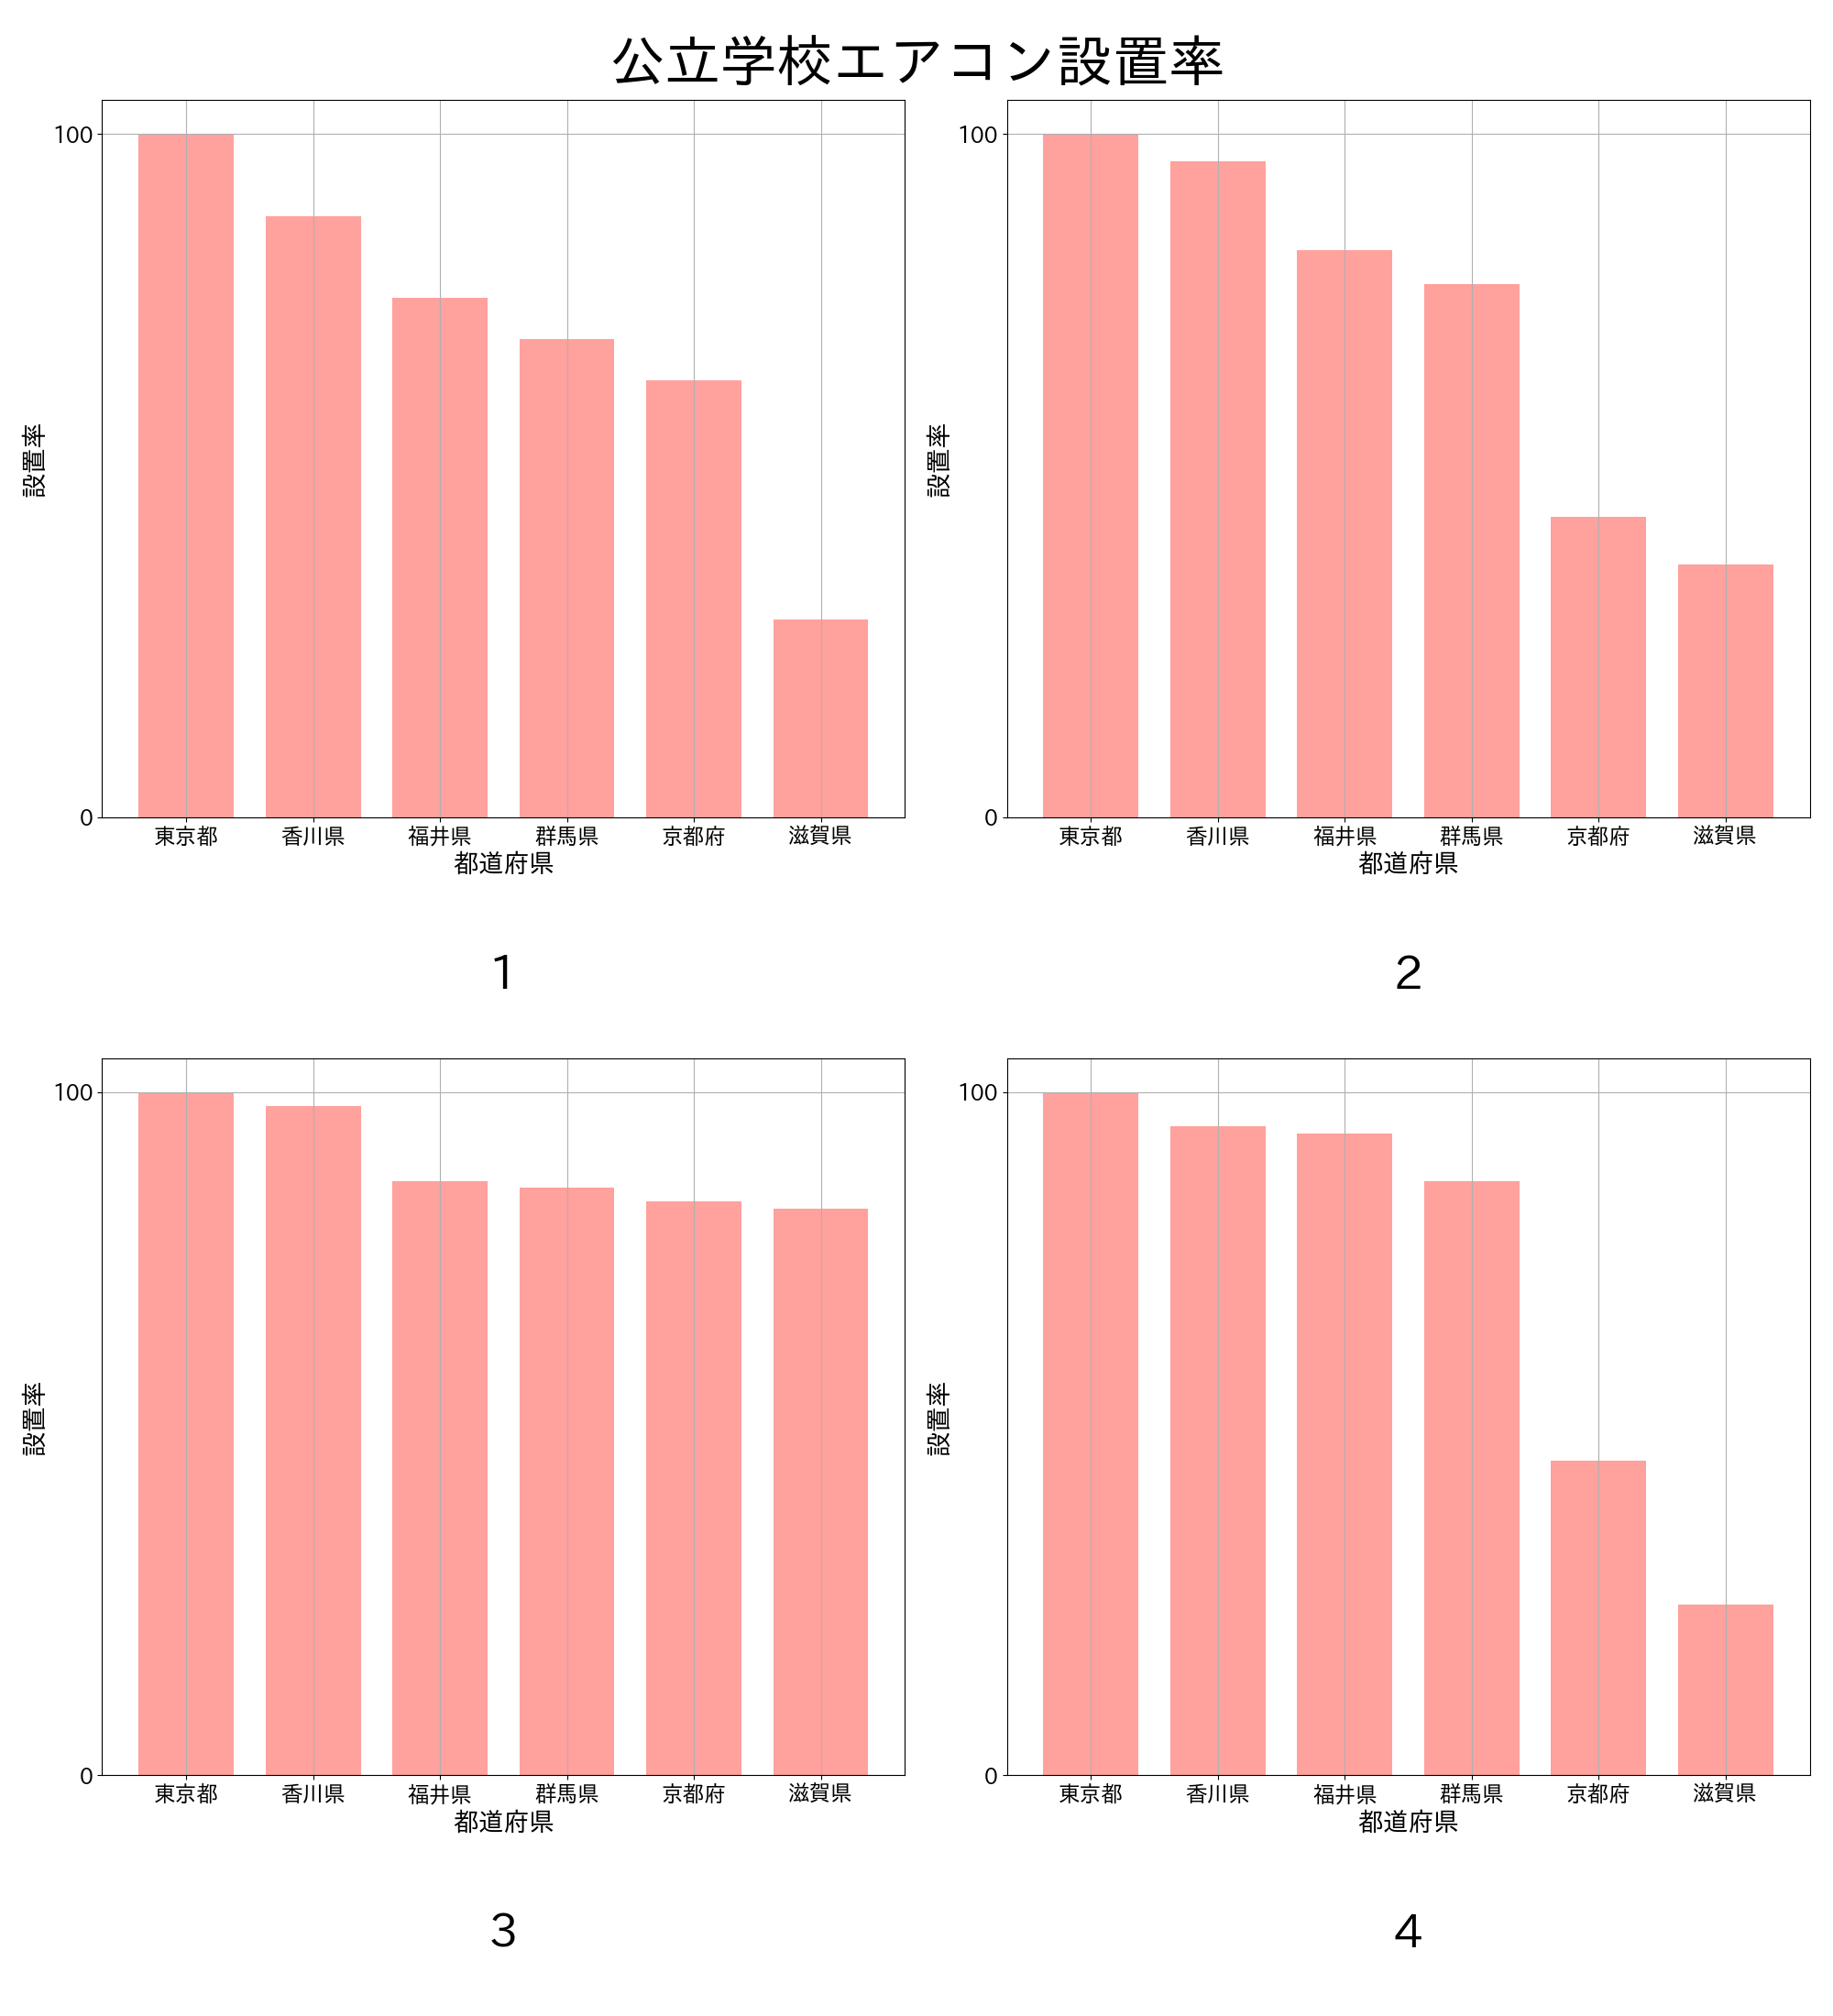 公立学校エアコン設置率
100
0
設置率
東京都 香川県 福井県 群馬県 京都府 滋賀県
都道府県
1
100
0
設置率
東京都 香川県 福井県 群馬県 京都府 滋賀県
都道府県
2
100
0
設置率
東京都 香川県 福井県 群馬県 京都府 滋賀県
都道府県
3
100
0
設置率
東京都 香川県 福井県 群馬県 京都府 滋賀県
都道府県
4